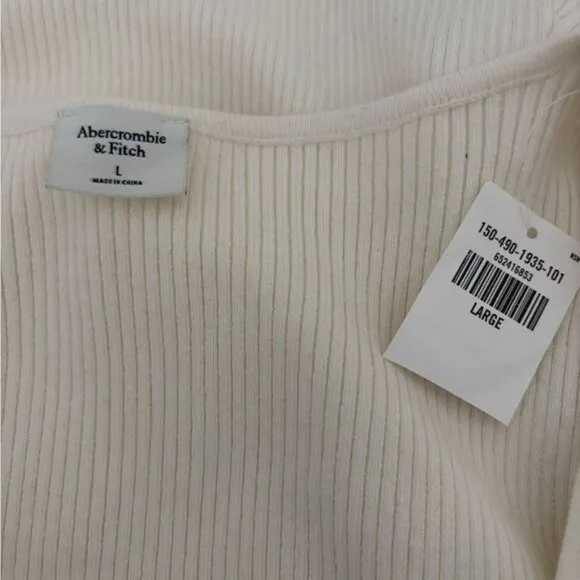 Abercrombie
& Fitch
L
MADE IN CHINA
150-490-1935-101
652416853
LARGE